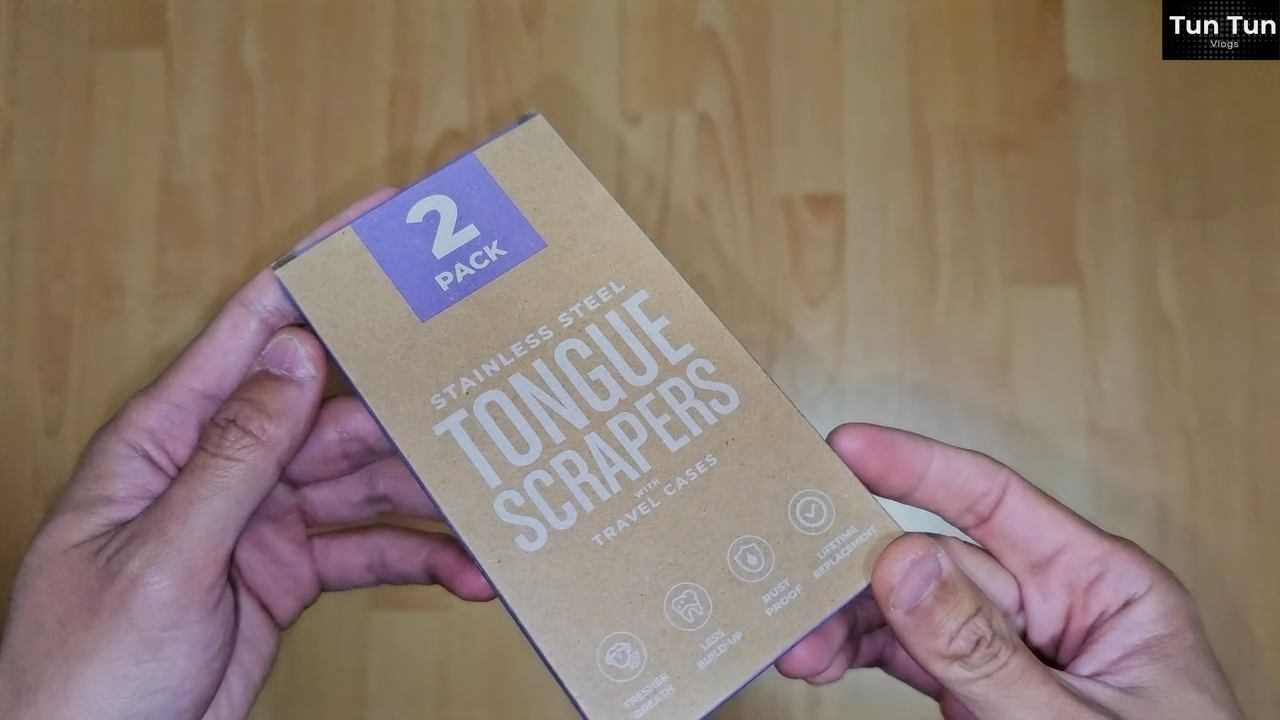 Tun Tun
Vlogs
2
PACK
STAINLESS STEEL
TONGUE
SCRAPERS
WITH
TRAVEL CASES
FRESHER
BREATH
LESS
BUILD-UP
RUST
PROOF
LIFETIME
REPLACEMENT